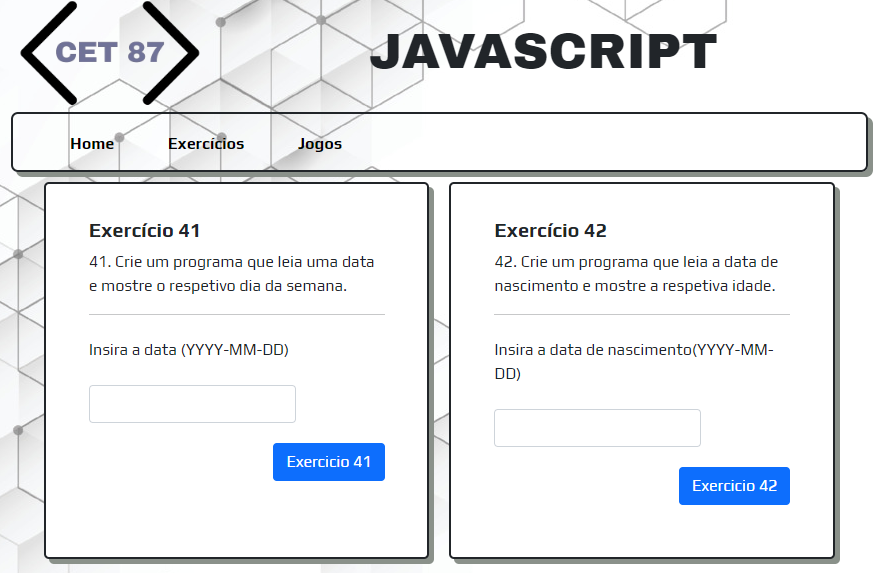 CET 87
JAVASCRIPT
Home Exercícios Jogos
Exercício 41
41. Crie um programa que leia uma data
e mostre o respetivo dia da semana.
Insira a data (YYYY-MM-DD)
Exercicio 41
Exercício 42
42. Crie um programa que leia a data de
nascimento e mostre a respetiva idade.
Insira a data de nascimento(YYYY-MM-
DD)
Exercicio 42